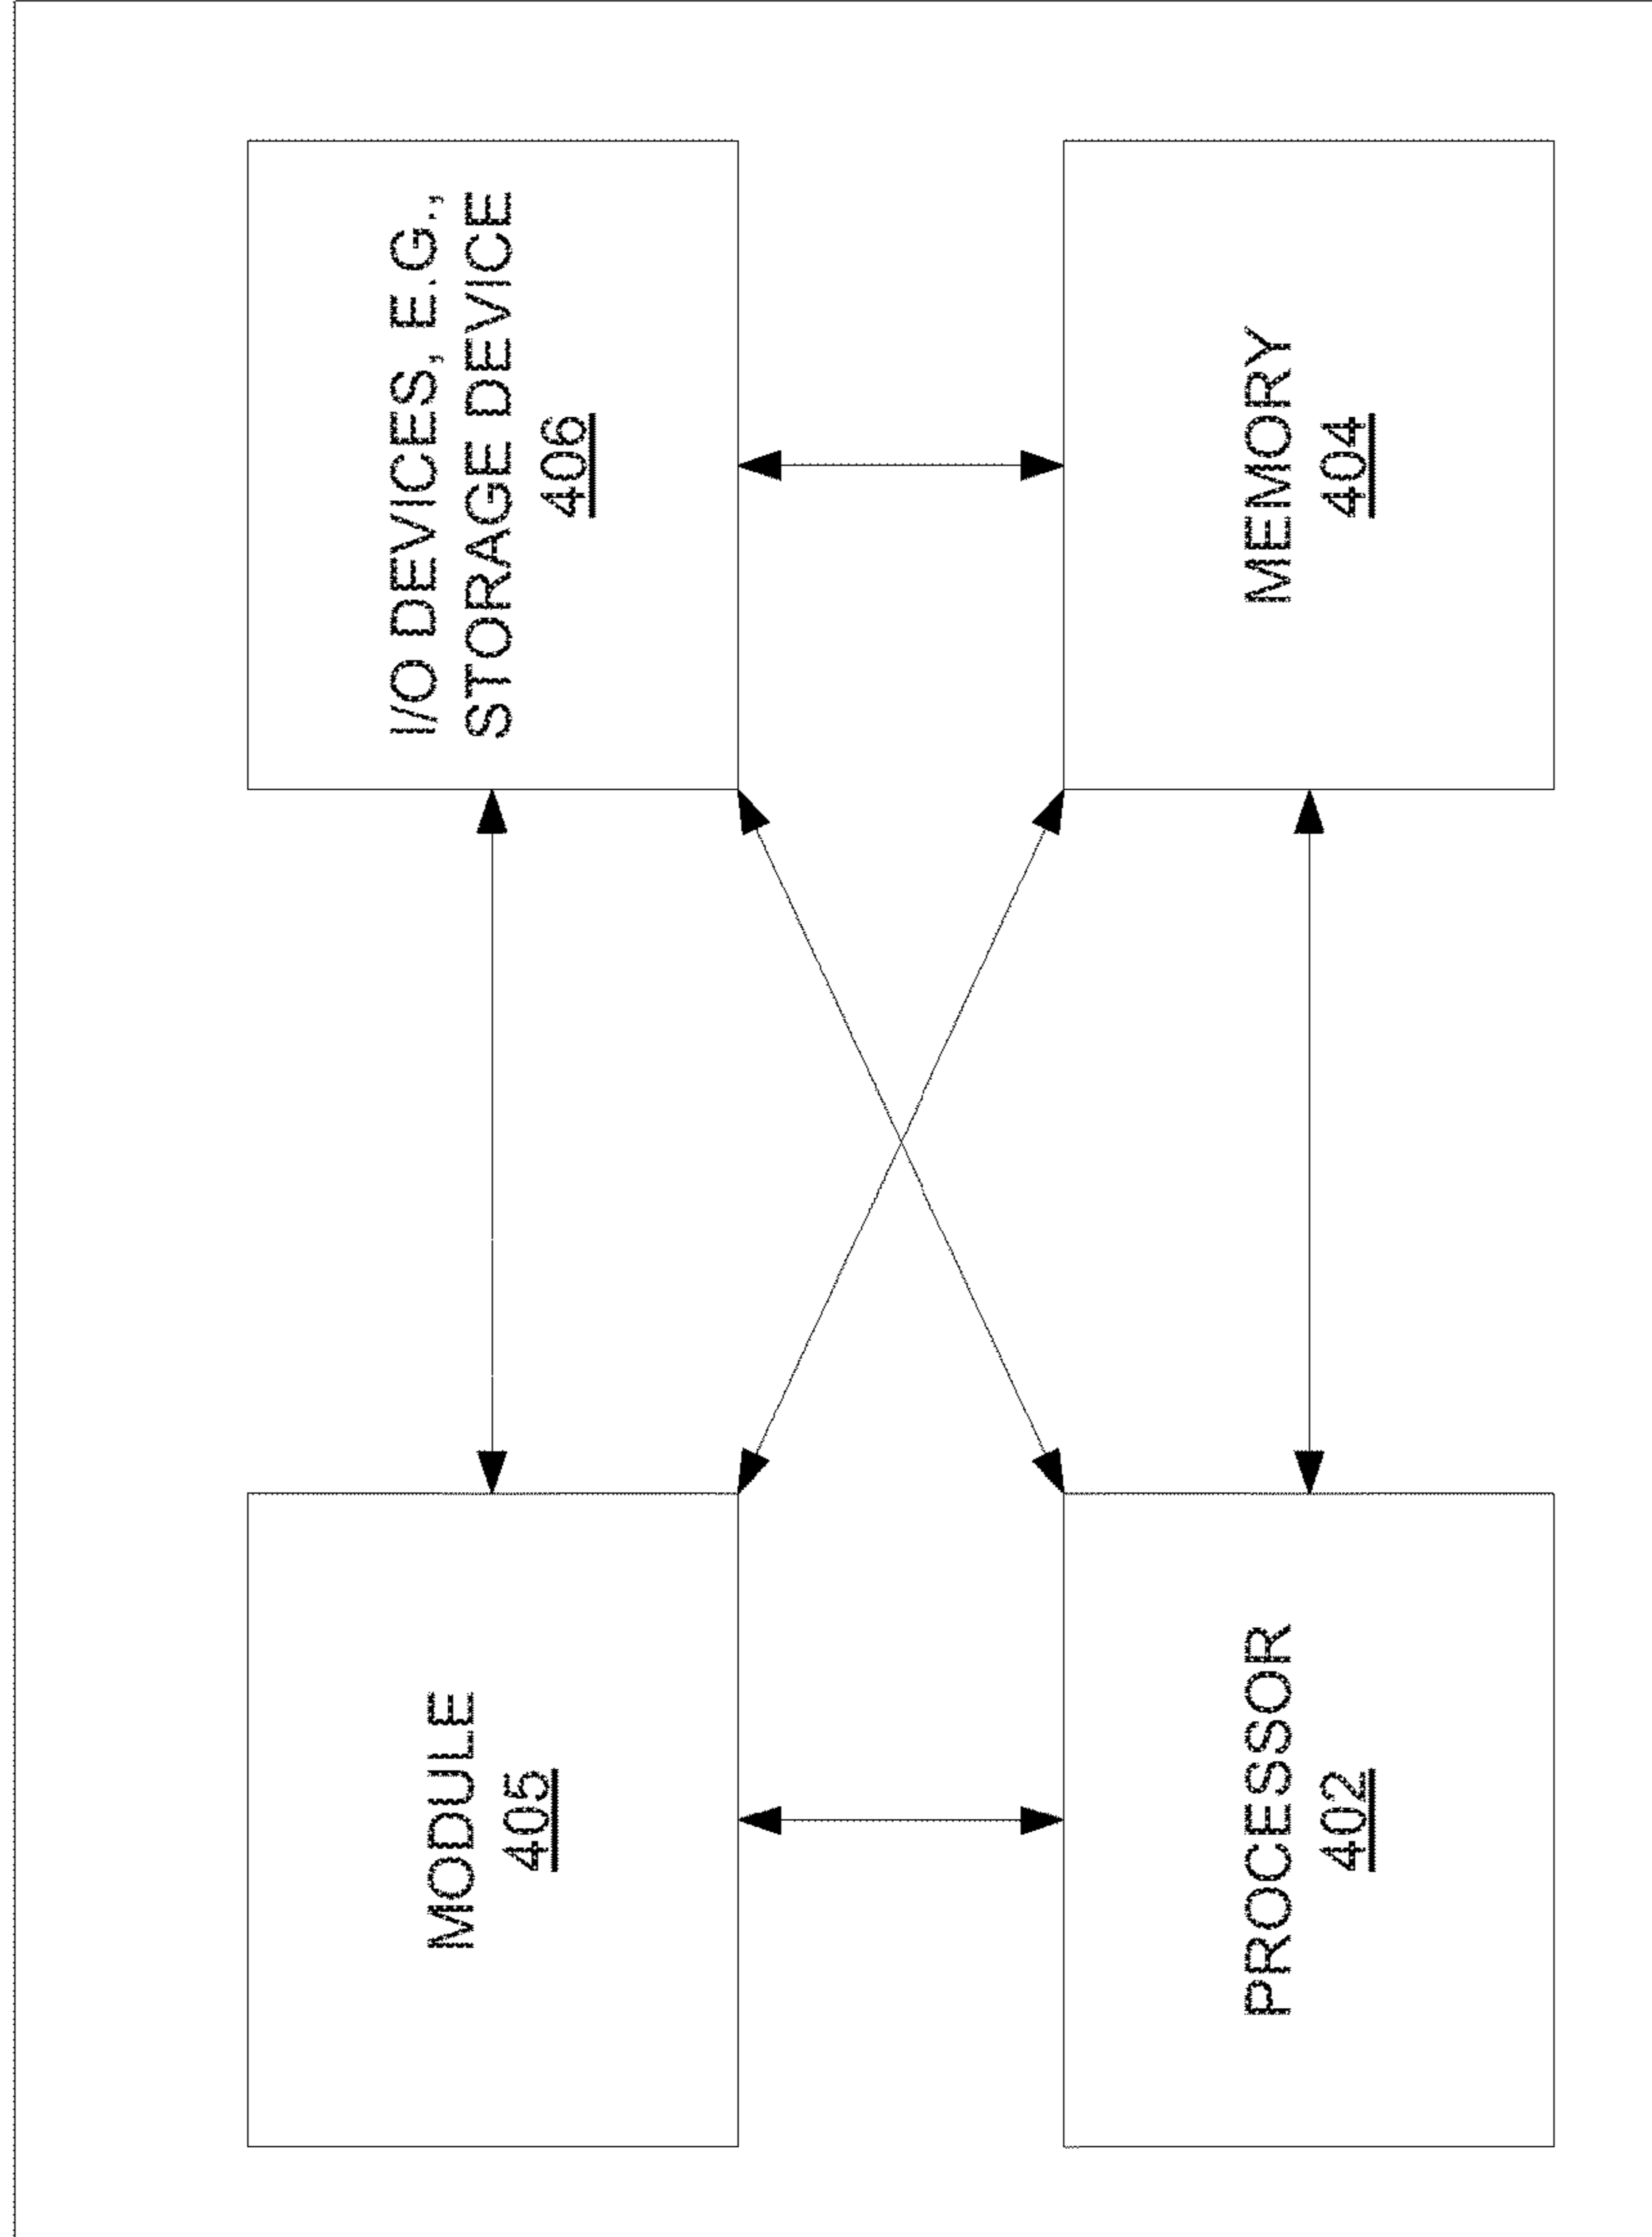 MODULE
405
I/O DEVICES, E.G.,
STORAGE DEVICE
406
PROCESSOR
402
MEMORY
404